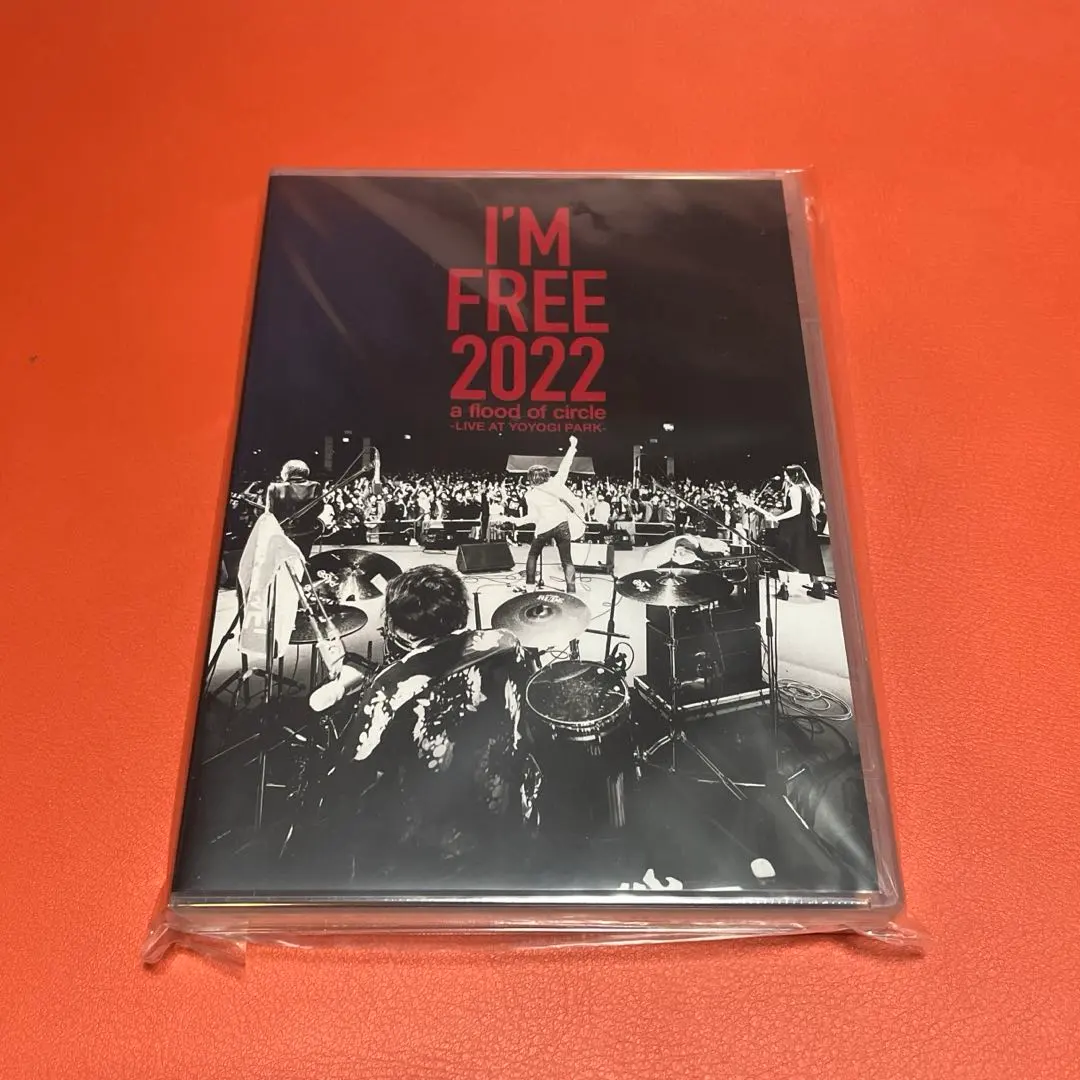 I'M
FREE
2022
a flood of circle
-LIVE AT YOYOGI PARK-